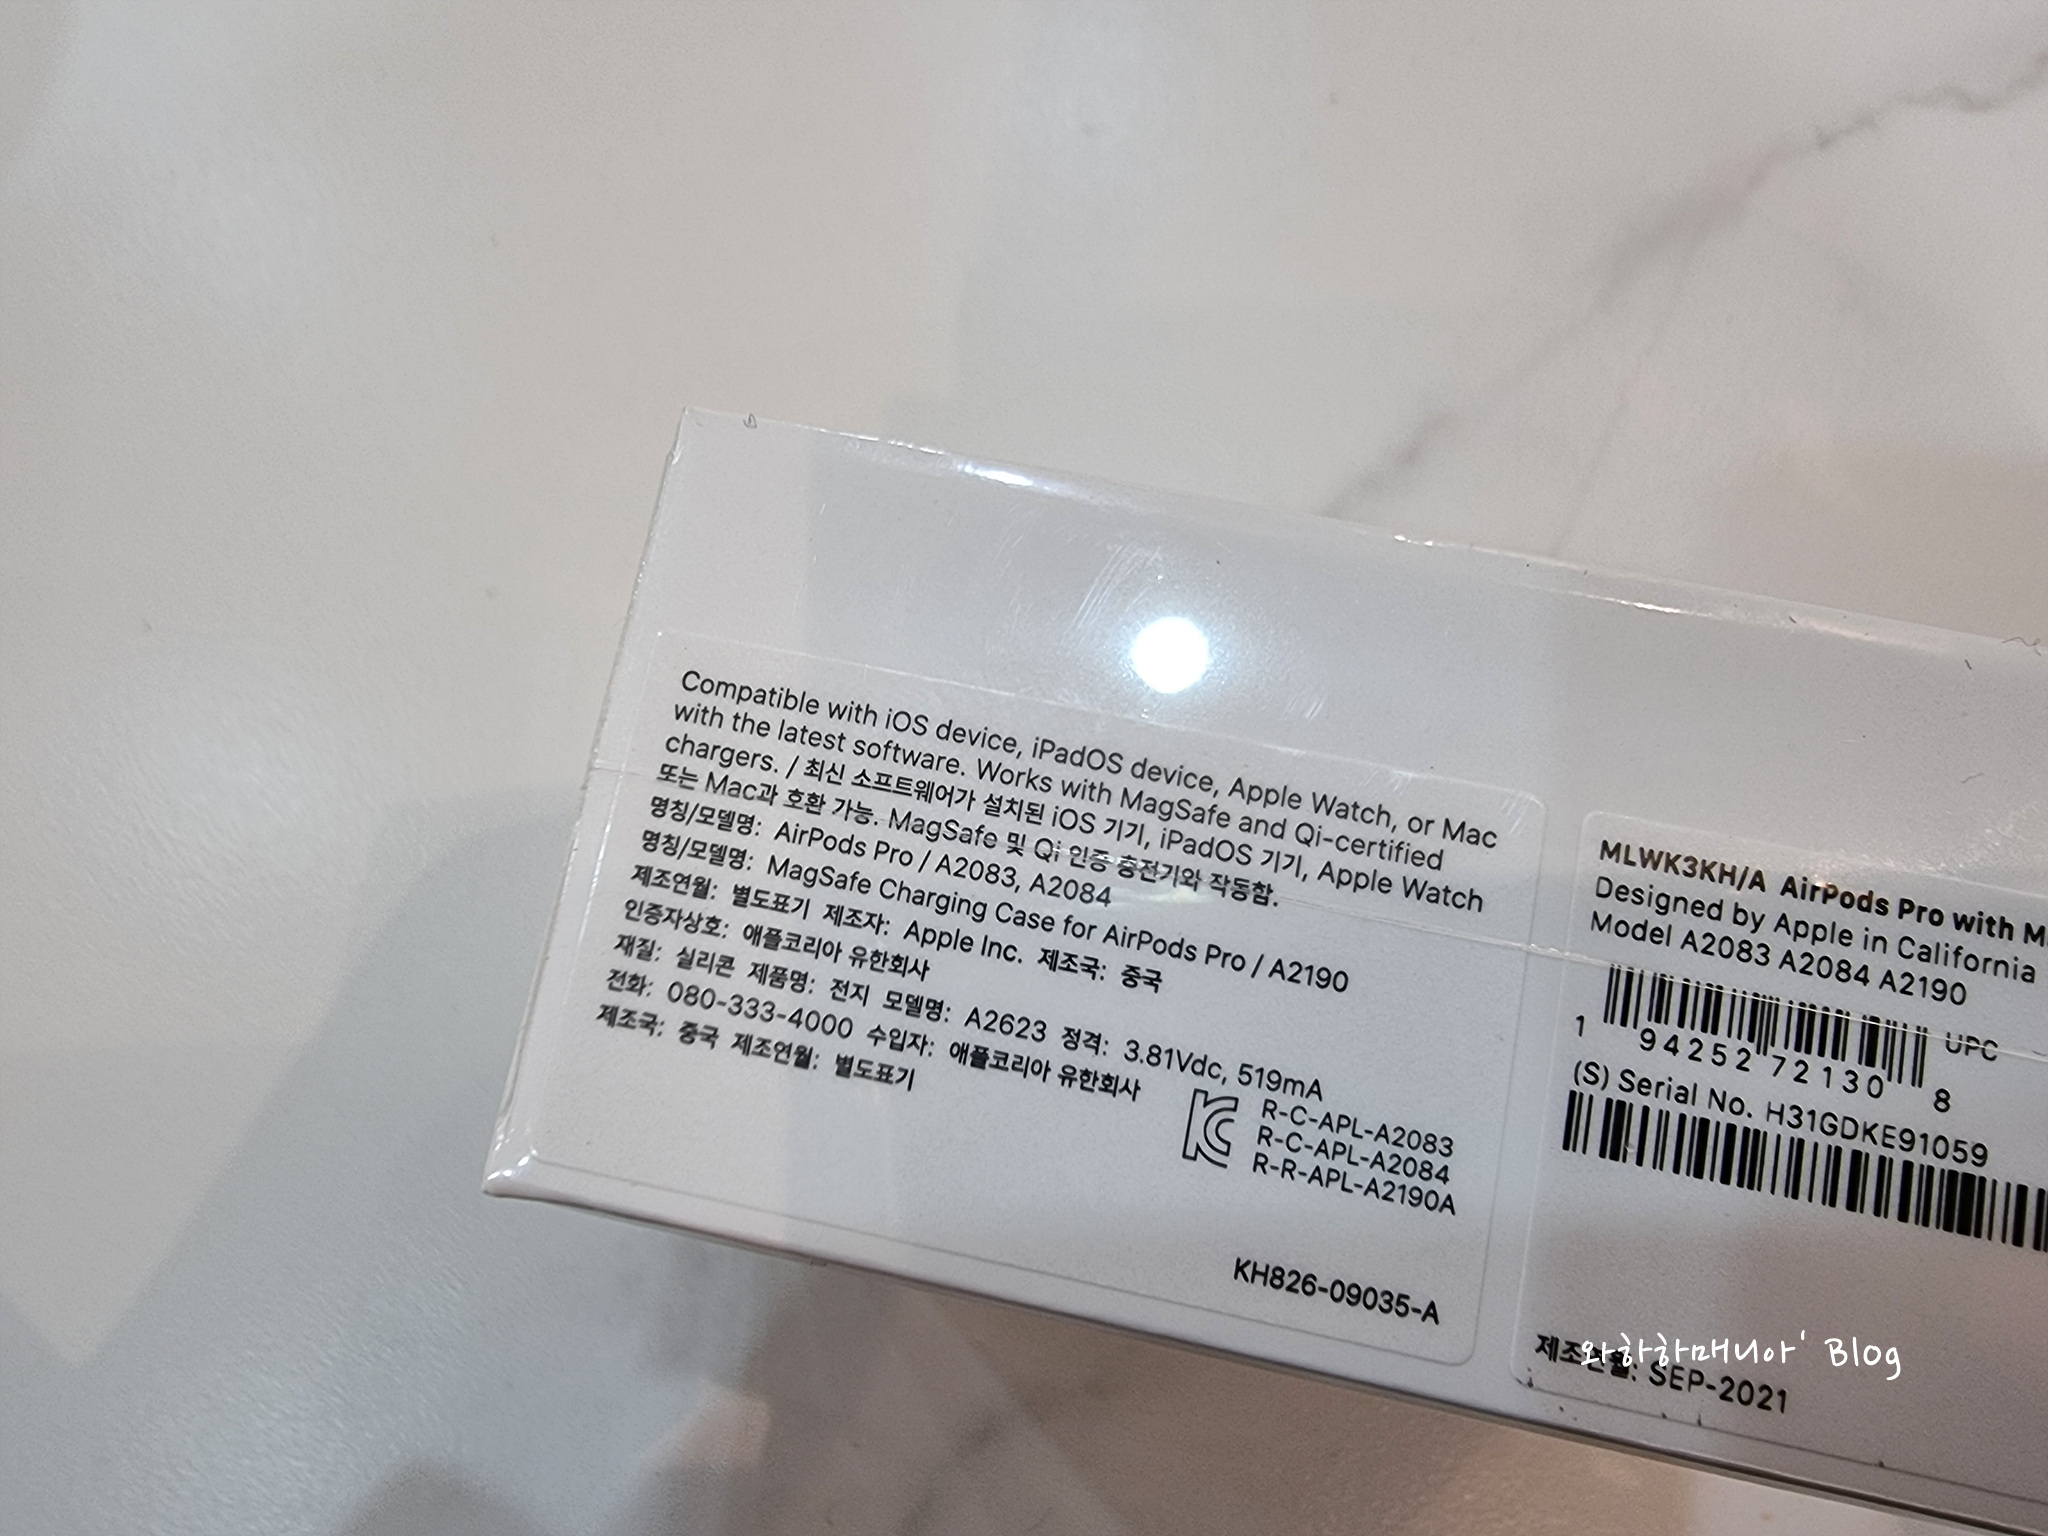 Compatible with iOS device, iPadOS device, Apple Watch, or Mac
with the latest software. Works with MagSafe and Qi-certified
chargers. / 최신 소프트웨어가 설치된 iOS 기기, iPadOS 기기, Apple Watch
또는 Mac과 호환 가능. MagSafe 및 Qi 인증 충전기와 작동함.
명칭/모델명: AirPods Pro / A2083, A2084
명칭/모델명: MagSafe Charging Case for AirPods Pro / A2190
제조연월: 별도표기 제조자: Apple Inc. 제조국: 중국
인증자상호: 애플코리아 유한회사
재질: 실리콘 제품명: 전지 모델명: A2623 정격: 3.81Vdc, 519mA
전화: 080-333-4000 수입자: 애플코리아 유한회사
제조국: 중국 제조연월: 별도표기
R-C-APL-A2083
R-C-APL-A2084
R-R-APL-A2190A
KH826-09035-A
MLWK3KH/A AirPods Pro with
Designed by Apple in California
Model A2083 A2084 A2190
UPC
1 94252 72130 8
(S) Serial No. H31GDKE91059
제조연월: SEP-2021
와하하매니아' Blog